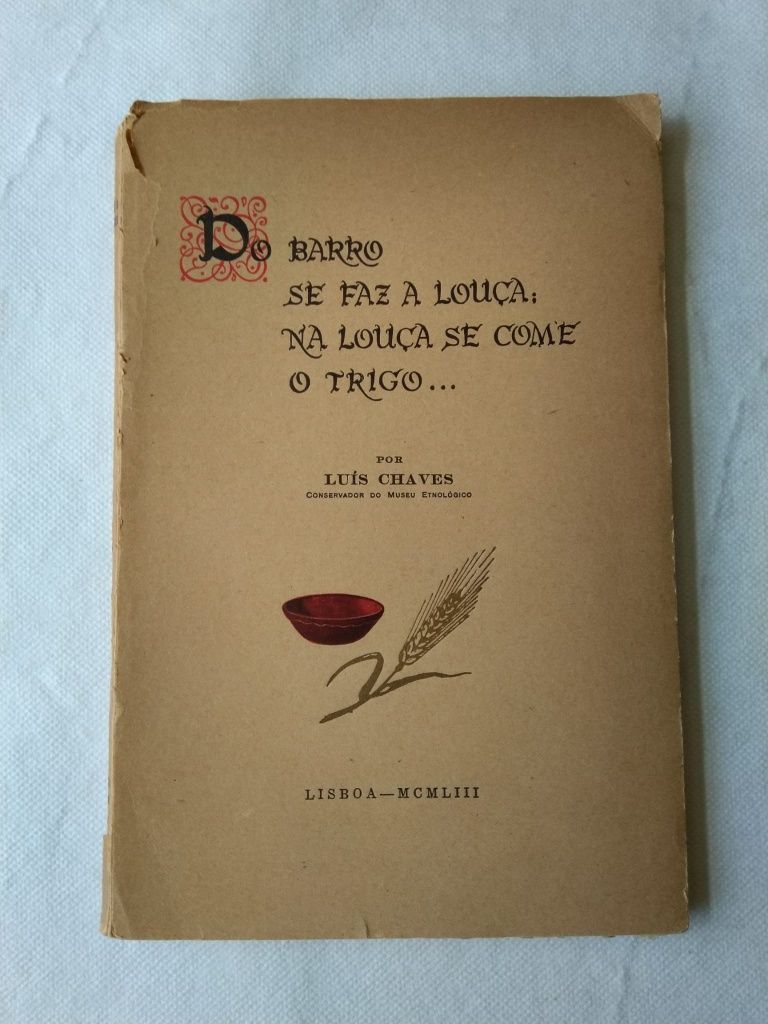 DO BARRO
SE FAZ A LOUÇA;
NA LOUÇA SE COME
O TRIGO...
POR
LUÍS CHAVES
CONSERVADOR DO MUSEU ETNOLÓGICO
LISBOA—MCMLIII